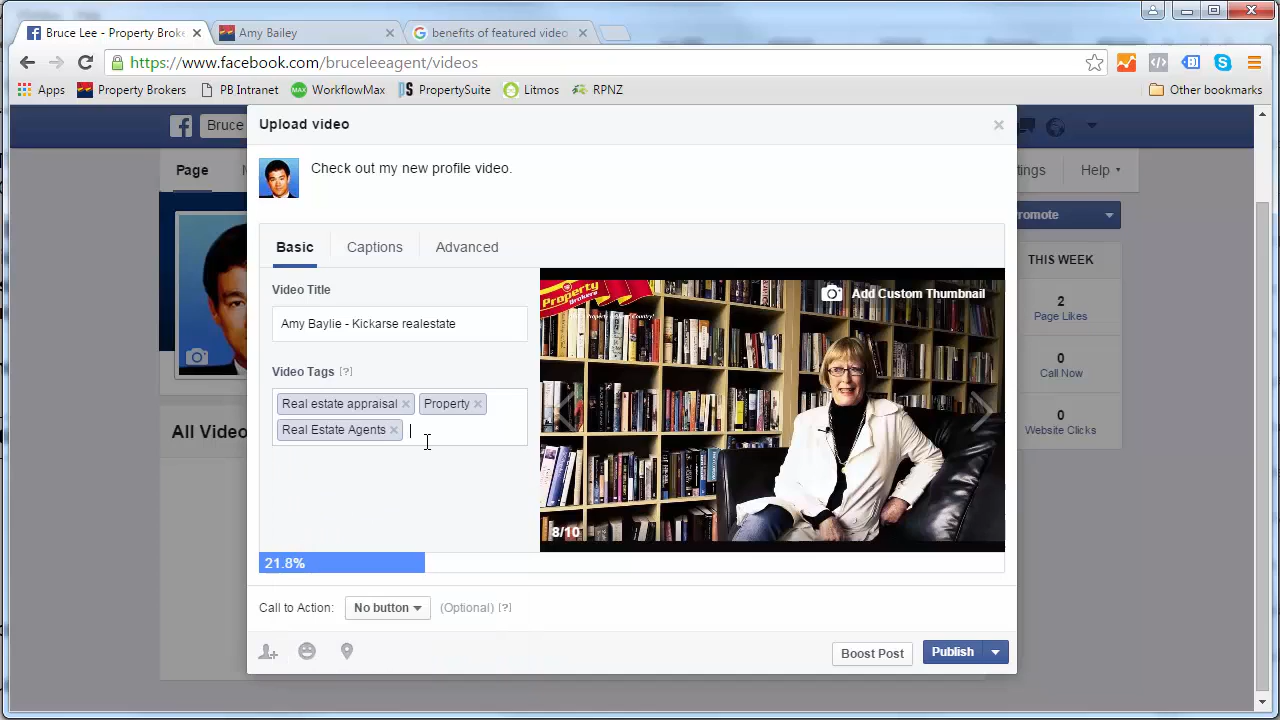 Bruce Lee - Property Broke
Amy Bailey
benefits of featured video
https://www.facebook.com/bruceleeagent/videos
Apps Property Brokers PB Intranet WorkflowMax PropertySuite Litmos RPNZ Other bookmarks
Bruce
Upload video
Page
Check out my new profile video.
tings Help
romote
Basic Captions Advanced
THIS WEEK
Video Title
Add Custom Thumbnail
Property
Brokers
2
Page Likes
Amy Baylie - Kickarse realestate
Video Tags [?]
0
Call Now
Real estate appraisal Property
Real Estate Agents
0
Website Clicks
All Video
8/10
21.8%
Call to Action: No button (Optional) [?]
Boost Post Publish